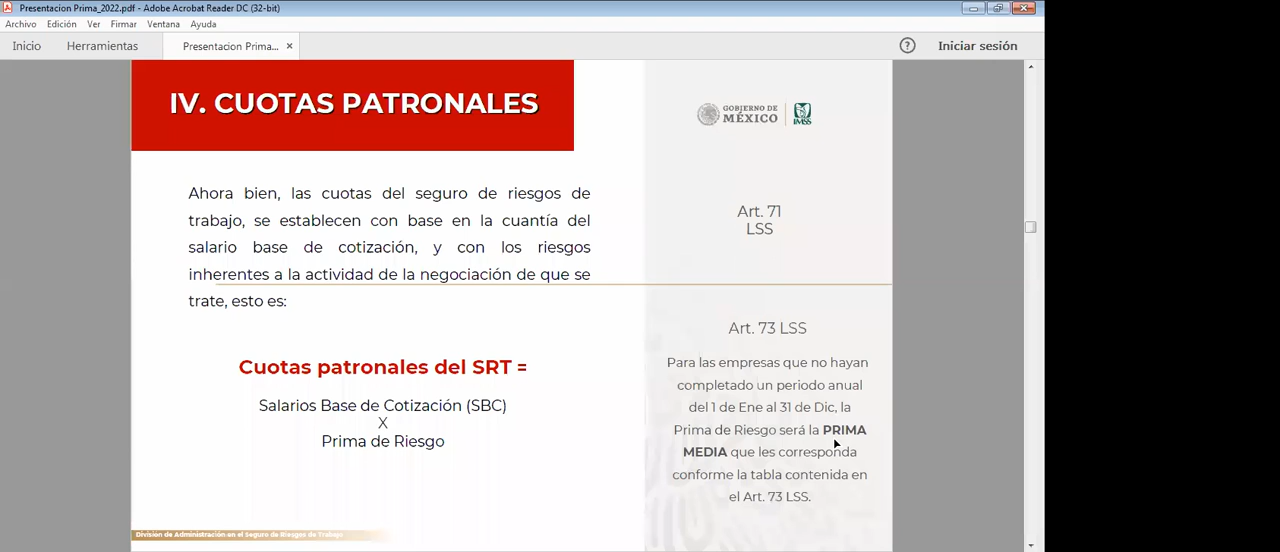 Presentacion Prima_2022.pdf - Adobe Acrobat Reader DC (32-bit)
Archivo Edición Ver Firmar Ventana Ayuda
Inicio Herramientas Presentacion Prima... × Iniciar sesión
IV. CUOTAS PATRONALES
GOBIERNO DE
MÉXICO
IMSS
Ahora bien, las cuotas del seguro de riesgos de
trabajo, se establecen con base en la cuantía del
salario base de cotización, y con los riesgos
inherentes a la actividad de la negociación de que se
trate, esto es:
Cuotas patronales del SRT =
Salarios Base de Cotización (SBC)
X
Prima de Riesgo
Art. 71
LSS
Art. 73 LSS
Para las empresas que no hayan
completado un periodo anual
del 1 de Ene al 31 de Dic, la
Prima de Riesgo será la PRIMA
MEDIA que les corresponda
conforme la tabla contenida en
el Art. 73 LSS.
División de Administración en el Seguro de Riesgos de Trabajo